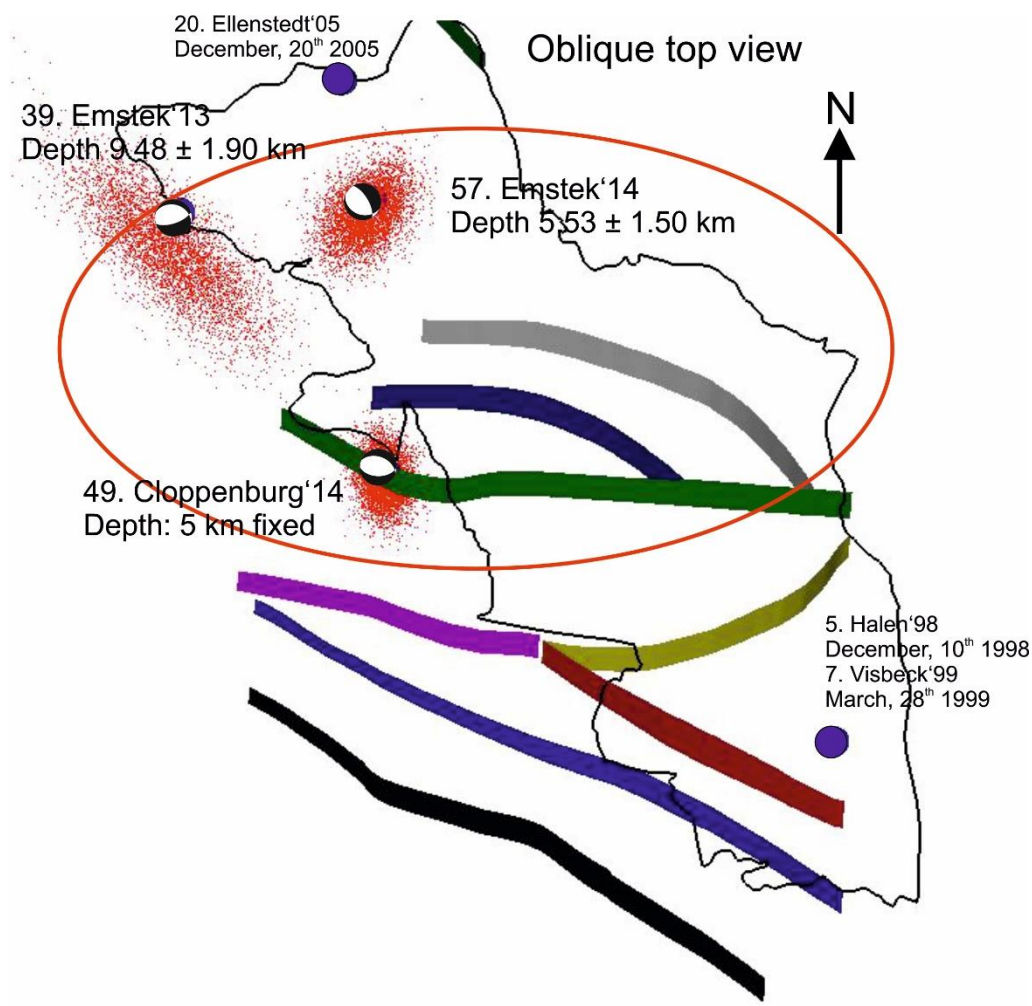 20. Ellenstedt‘05
December, 20th 2005
Oblique top view
39. Emstek‘13
Depth 9.48 ± 1.90 km
N
57. Emstek‘14
Depth 5.53 ± 1.50 km
49. Cloppenburg‘14
Depth: 5 km fixed
5. Halen‘98
December, 10th 1998
7. Visbeck‘99
March, 28th 1999